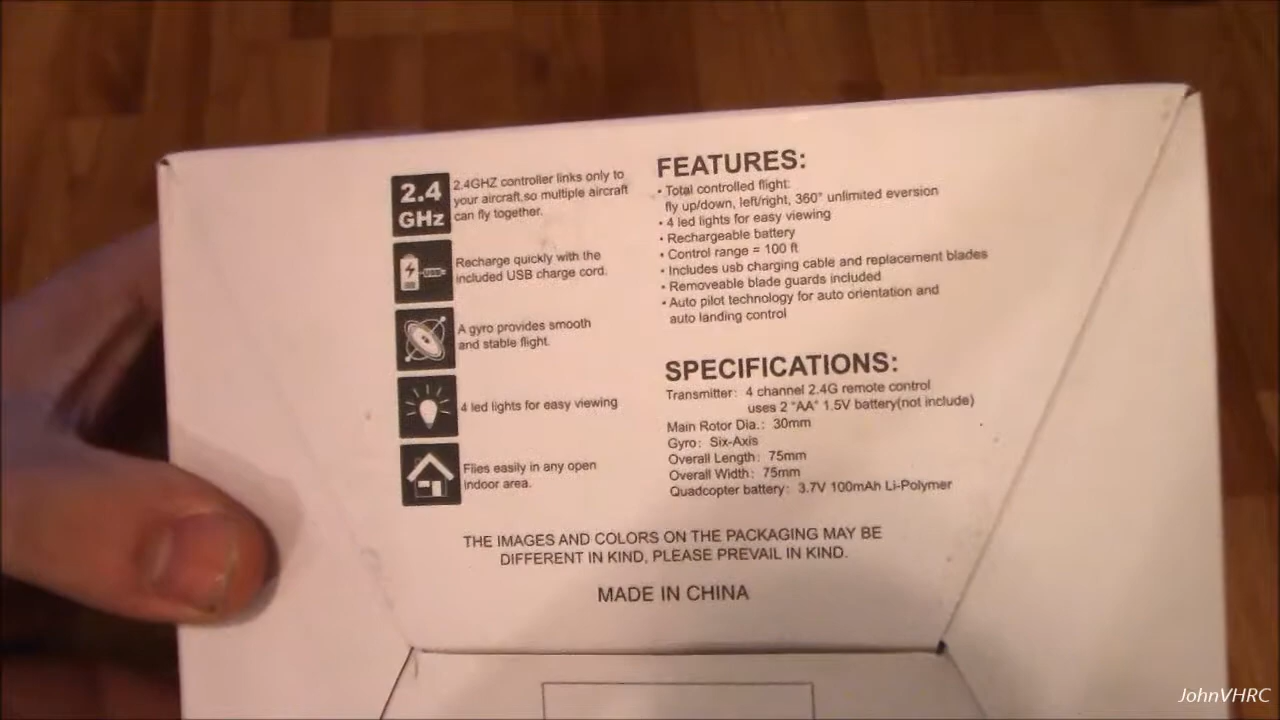 2.4
GHz
2.4GHZ controller links only to
your aircraft.so multiple aircraft
can fly together.
USB
Recharge quickly with the
included USB charge cord.
A gyro provides smooth
and stable flight.
4 led lights for easy viewing
Flies easily in any open
indoor area.
FEATURES:
• Total controlled flight:
fly up/down, left/right, 360° unlimited eversion
• 4 led lights for easy viewing
• Rechargeable battery
• Control range = 100 ft
• Includes usb charging cable and replacement blades
• Removeable blade guards included
• Auto pilot technology for auto orientation and
auto landing control
SPECIFICATIONS:
Transmitter: 4 channel 2.4G remote control
uses 2 "AA" 1.5V battery(not include)
Main Rotor Dia.: 30mm
Gyro: Six-Axis
Overall Length: 75mm
Overall Width: 75mm
Quadcopter battery: 3.7V 100mAh Li-Polymer
THE IMAGES AND COLORS ON THE PACKAGING MAY BE
DIFFERENT IN KIND, PLEASE PREVAIL IN KIND.
MADE IN CHINA
JohnVHRC